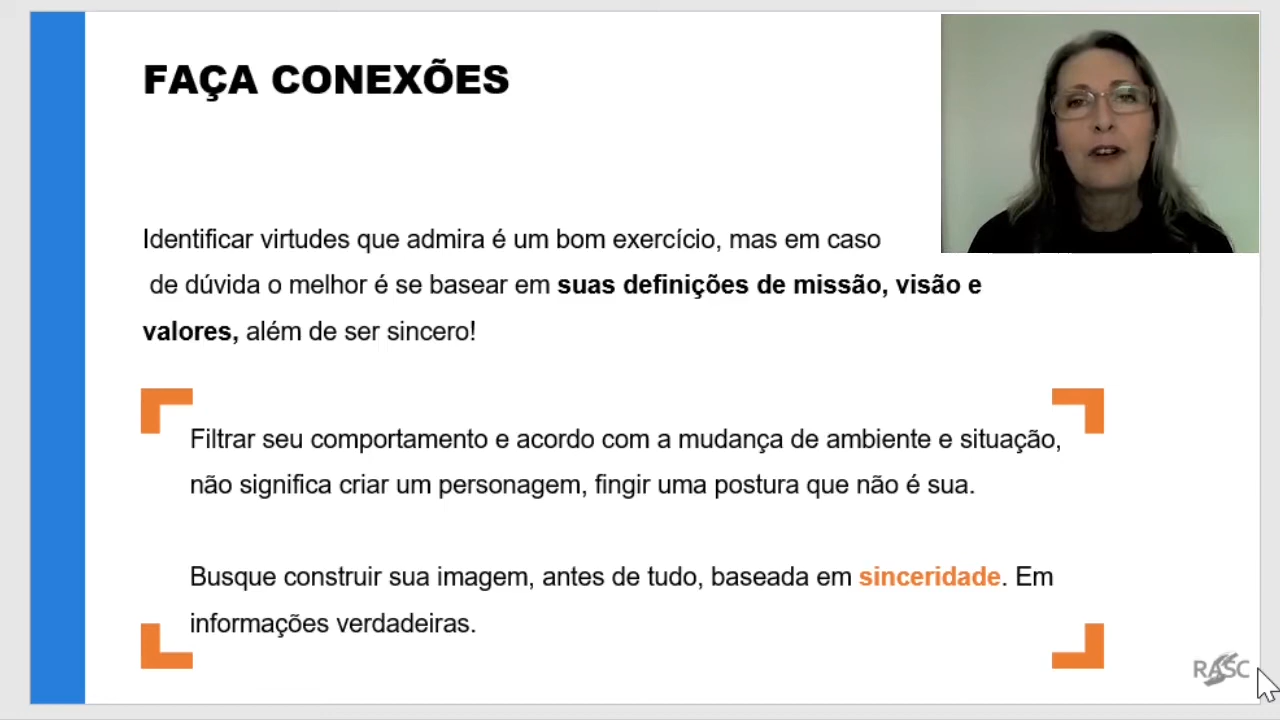 FAÇA CONEXÕES
Identificar virtudes que admira é um bom exercício, mas em caso
de dúvida o melhor é se basear em suas definições de missão, visão e
valores, além de ser sincero!
Filtrar seu comportamento e acordo com a mudança de ambiente e situação,
não significa criar um personagem, fingir uma postura que não é sua.
Busque construir sua imagem, antes de tudo, baseada em sinceridade. Em
informações verdadeiras.
RASC